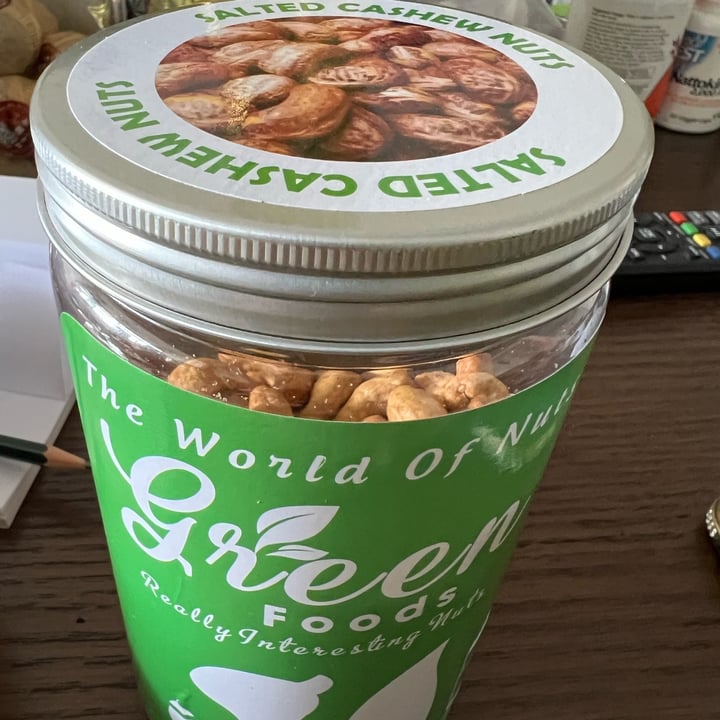 SALTED CASHEW NUTS
SALTED CASHEW NUTS
The World Of Nuts
Green
Foods
Really Interesting Nuts